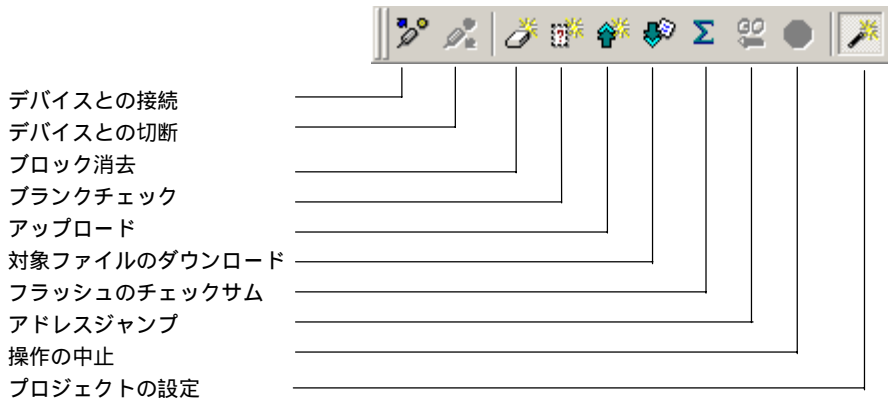 GO
デバイスとの接続
デバイスとの切断
ブロック消去
ブランクチェック
アップロード
対象ファイルのダウンロード
フラッシュのチェックサム
アドレスジャンプ
操作の中止
プロジェクトの設定